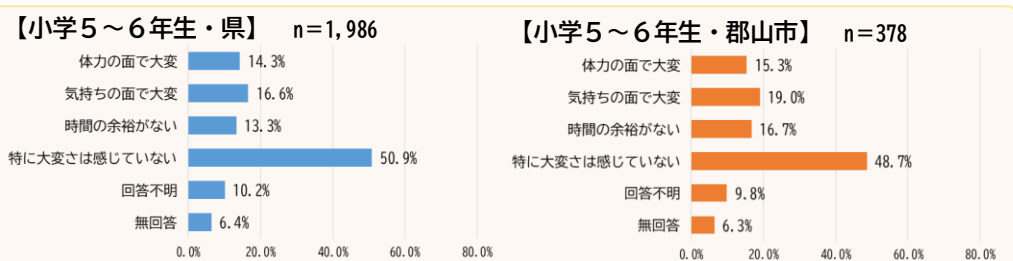 【小学5～6年生・県】 n=1,986
体力の面で大変 14.3%
気持ちの面で大変 16.6%
時間の余裕がない 13.3%
特に大変さは感じていない 50.9%
回答不明 10.2%
無回答 6.4%
0.0% 20.0% 40.0% 60.0% 80.0%
【小学5～6年生・郡山市】 n=378
体力の面で大変 15.3%
気持ちの面で大変 19.0%
時間の余裕がない 16.7%
特に大変さは感じていない 48.7%
回答不明 9.8%
無回答 6.3%
0.0% 20.0% 40.0% 60.0% 80.0%